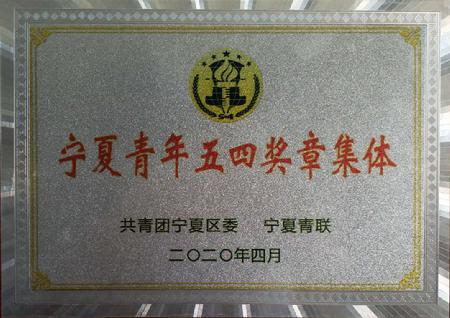 宁夏青年五四奖章集体
共青团宁夏区委 宁夏青联
二〇二〇年四月